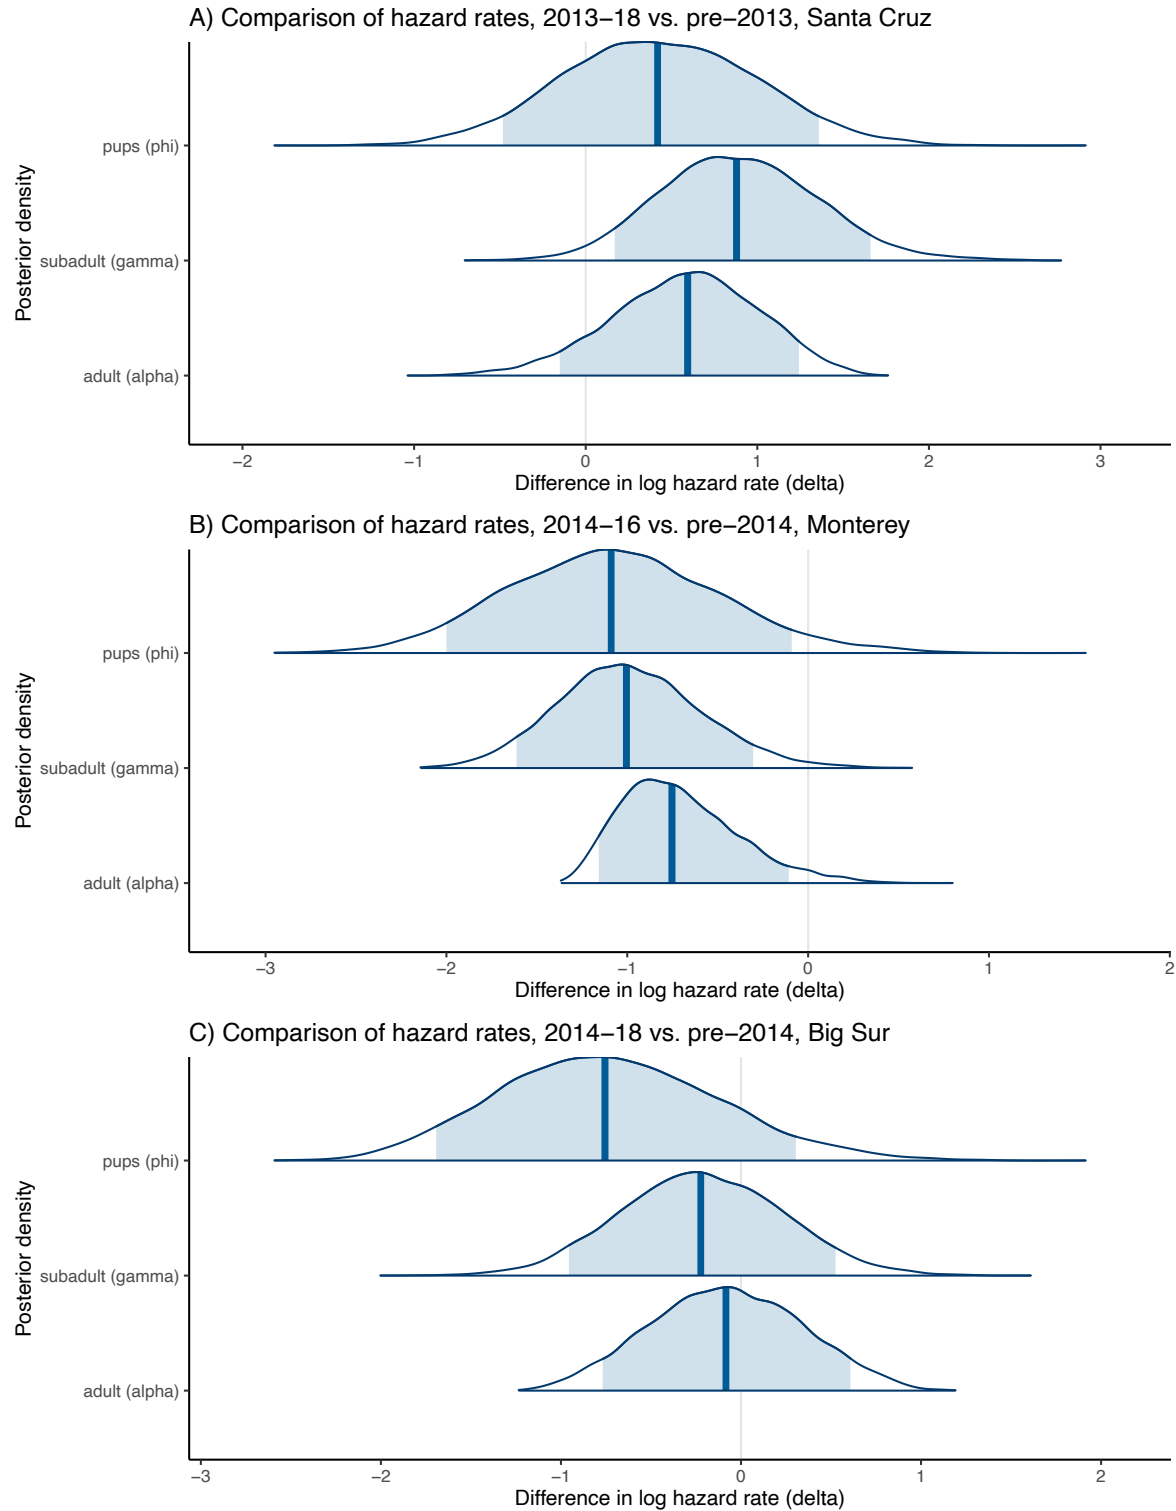 A) Comparison of hazard rates, 2013−18 vs. pre−2013, Santa Cruz
Posterior density
pups (phi)
subadult (gamma)
adult (alpha)
−2 −1 0 1 2 3
Difference in log hazard rate (delta)
B) Comparison of hazard rates, 2014−16 vs. pre−2014, Monterey
Posterior density
pups (phi)
subadult (gamma)
adult (alpha)
−3 −2 −1 0 1 2
Difference in log hazard rate (delta)
C) Comparison of hazard rates, 2014−18 vs. pre−2014, Big Sur
Posterior density
pups (phi)
subadult (gamma)
adult (alpha)
−3 −2 −1 0 1 2
Difference in log hazard rate (delta)